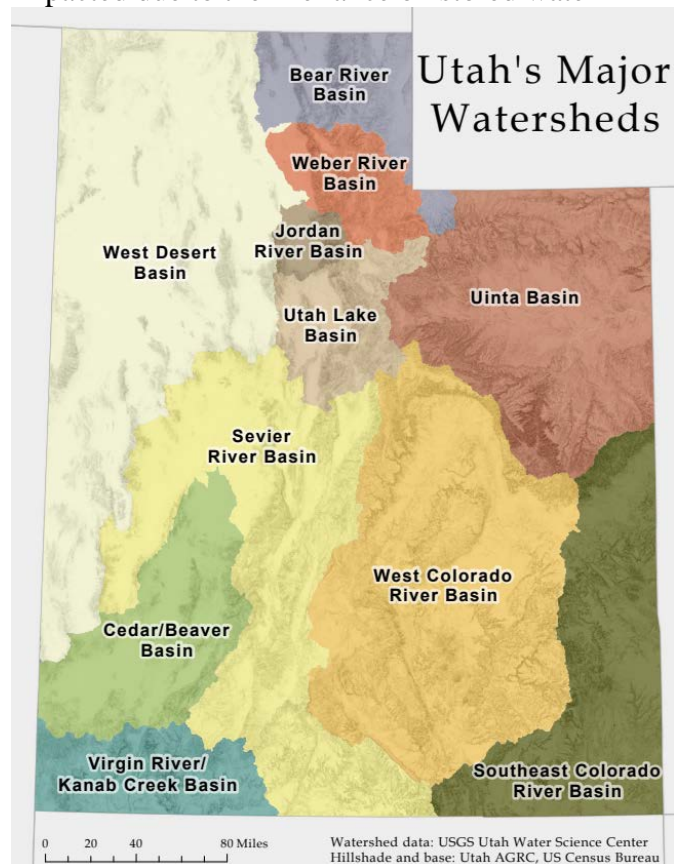 Utah's Major
Watersheds
Bear River
Basin
Weber River
Basin
Jordan
River Basin
West Desert
Basin
Uinta Basin
Utah Lake
Basin
Sevier
River Basin
West Colorado
River Basin
Cedar/Beaver
Basin
Virgin River/
Kanab Creek Basin
Southeast Colorado
River Basin
0 20 40 80 Miles
Watershed data: USGS Utah Water Science Center
Hillshade and base: Utah AGRC, US Census Bureau